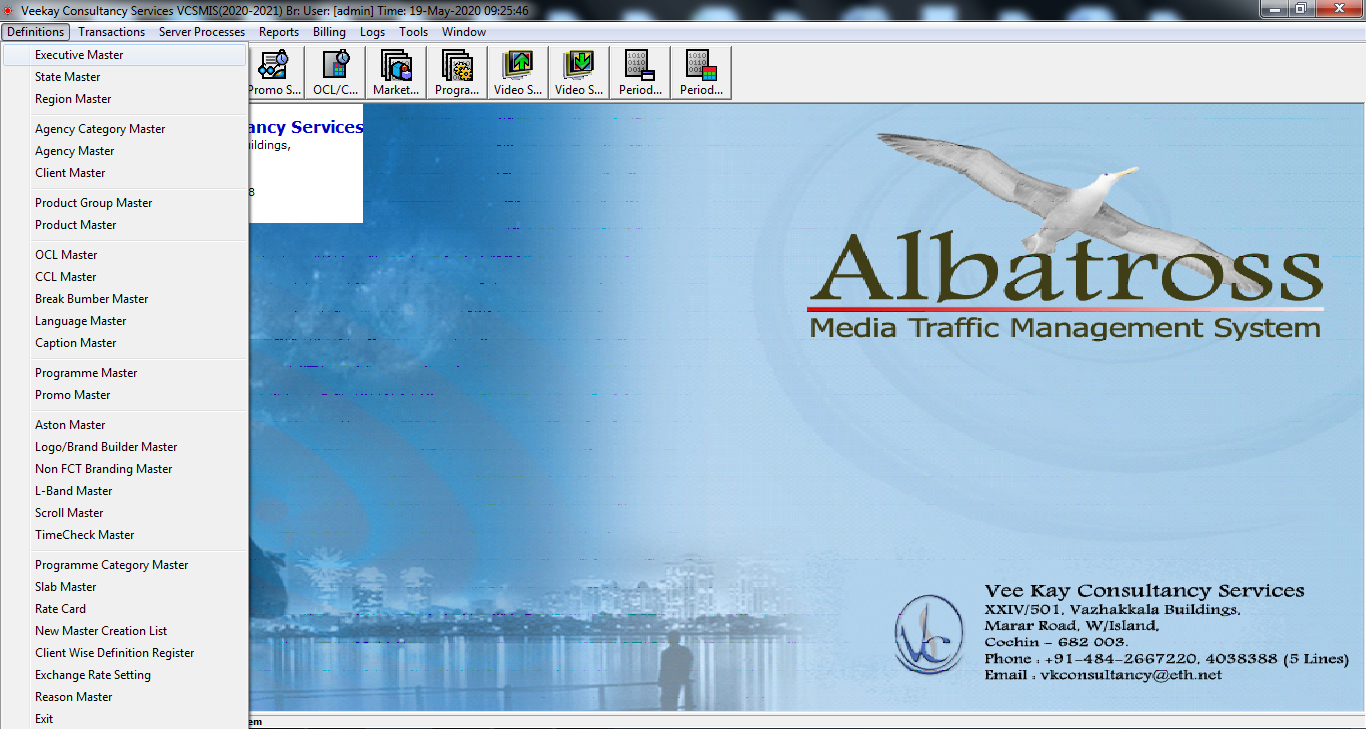 Veekay Consultancy Services VCSMIS(2020-2021) Br: User: [admin] Time: 19-May-2020 09:25:46
Definitions Transactions Server Processes Reports Billing Logs Tools Window
Promo S... OCL/C... Market... Progra... Video S... Video S... Period... Period...
Executive Master
State Master
Region Master
Agency Category Master
Agency Master
Client Master
Product Group Master
Product Master
OCL Master
CCL Master
Break Bumber Master
Language Master
Caption Master
Programme Master
Promo Master
Aston Master
Logo/Brand Builder Master
Non FCT Branding Master
L-Band Master
Scroll Master
TimeCheck Master
Programme Category Master
Slab Master
Rate Card
New Master Creation List
Client Wise Definition Register
Exchange Rate Setting
Reason Master
Exit
ancy Services
ildings,
8
Albatross
Media Traffic Management System
Vee Kay Consultancy Services
XXIV/501, Vazhakkala Buildings,
Marar Road, W/Island,
Cochin - 682 003.
Phone : +91-484-2667220, 4038388 (5 Lines)
Email : vkconsultancy@eth.net
em